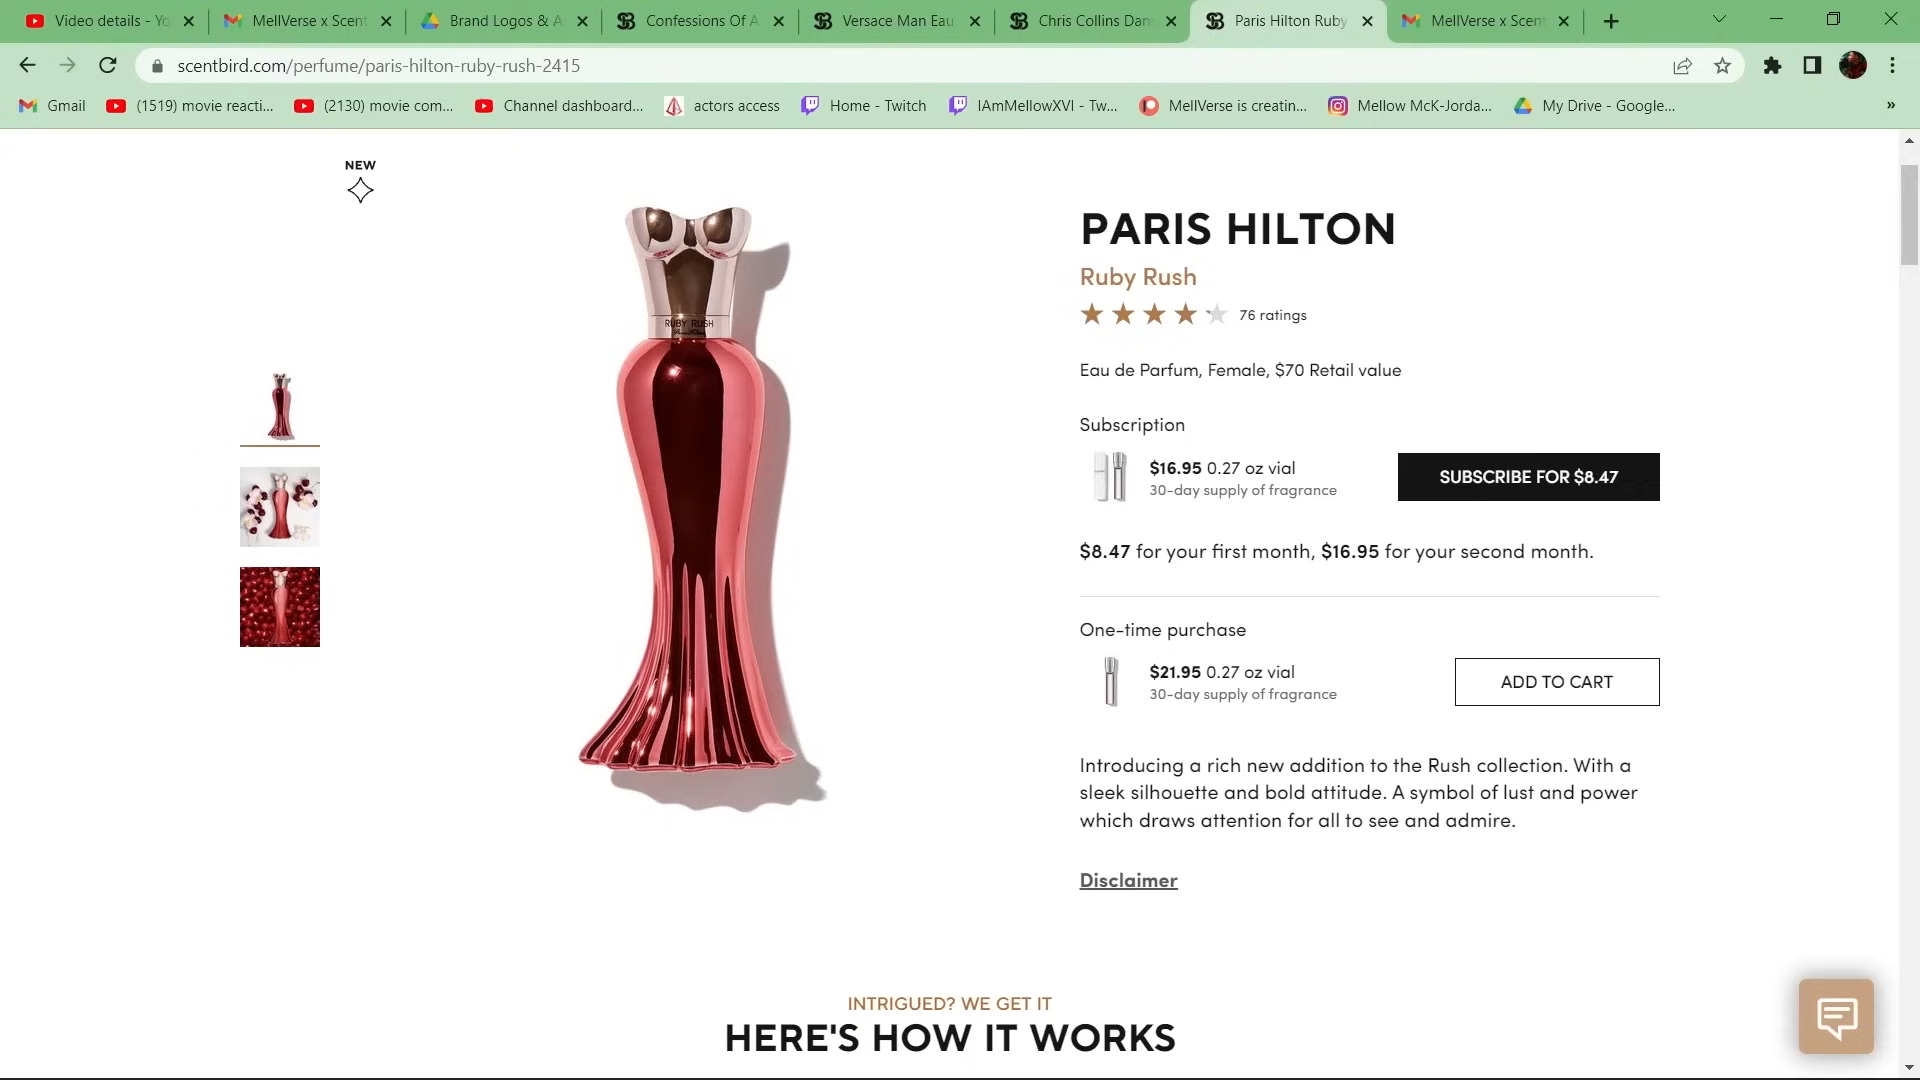 Video details - Yo
MellVerse x Scent
Brand Logos & A
Confessions Of A
Versace Man Eau
Chris Collins Dan
Paris Hilton Ruby
MellVerse x Scent
scentbird.com/perfume/paris-hilton-ruby-rush-2415
Gmail
(1519) movie reacti...
(2130) movie com...
Channel dashboard...
actors access
Home - Twitch
IAmMellowXVI - Tw...
MellVerse is creatin...
Mellow McK-Jorda...
My Drive - Google...
»
NEW
RUBY RUSH
PARIS HILTON
Ruby Rush
76 ratings
Eau de Parfum, Female, $70 Retail value
Subscription
$16.95 0.27 oz vial
30-day supply of fragrance
SUBSCRIBE FOR $8.47
$8.47 for your first month, $16.95 for your second month.
One-time purchase
$21.95 0.27 oz vial
30-day supply of fragrance
ADD TO CART
Introducing a rich new addition to the Rush collection. With a
sleek silhouette and bold attitude. A symbol of lust and power
which draws attention for all to see and admire.
Disclaimer
INTRIGUED? WE GET IT
HERE'S HOW IT WORKS